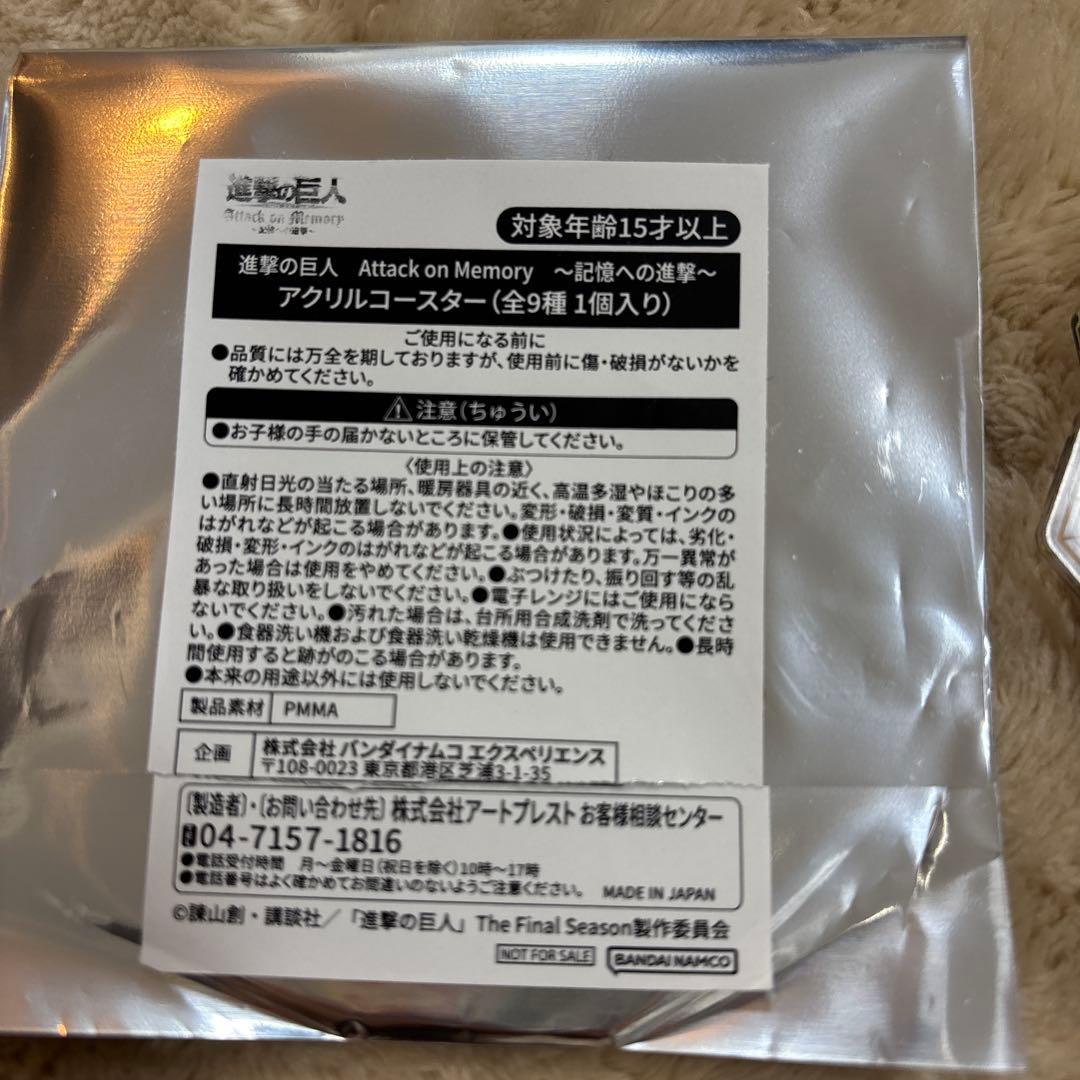 進撃の巨人
Attack on Memory
～記憶への進撃～
対象年齢15才以上
進撃の巨人 Attack on Memory ～記憶への進撃～
アクリルコースター（全9種 1個入り）
ご使用になる前に
●品質には万全を期しておりますが、使用前に傷・破損がないかを
確かめてください。
⚠注意（ちゅうい）
●お子様の手の届かないところに保管してください。
〈使用上の注意〉
●直射日光の当たる場所、暖房器具の近く、高温多湿やほこりの多
い場所に長時間放置しないでください。変形・破損・変質・インクの
はがれなどが起こる場合があります。●使用状況によっては、劣化・
破損・変形・インクのはがれなどが起こる場合があります。万一異常が
あった場合は使用をやめてください。●ぶつけたり、振り回す等の乱
暴な取り扱いをしないでください。●電子レンジにはご使用になら
ないでください。●汚れた場合は、台所用合成洗剤で洗ってくださ
い。●食器洗い機および食器洗い乾燥機は使用できません。●長時
間使用すると跡がのこる場合があります。
●本来の用途以外には使用しないでください。
製品素材 PMMA
企画 株式会社 バンダイナムコ エクスペリエンス
〒108-0023 東京都港区芝浦3-1-35
〔製造者〕・〔お問い合わせ先〕 株式会社アートプレスト お客様相談センター
04-7157-1816
●電話受付時間 月～金曜日（祝日を除く）10時～17時
●電話番号はよく確かめてお間違いのないようご注意ください。 MADE IN JAPAN
©諫山創・講談社／「進撃の巨人」The Final Season製作委員会
NOT FOR SALE BANDAI NAMCO